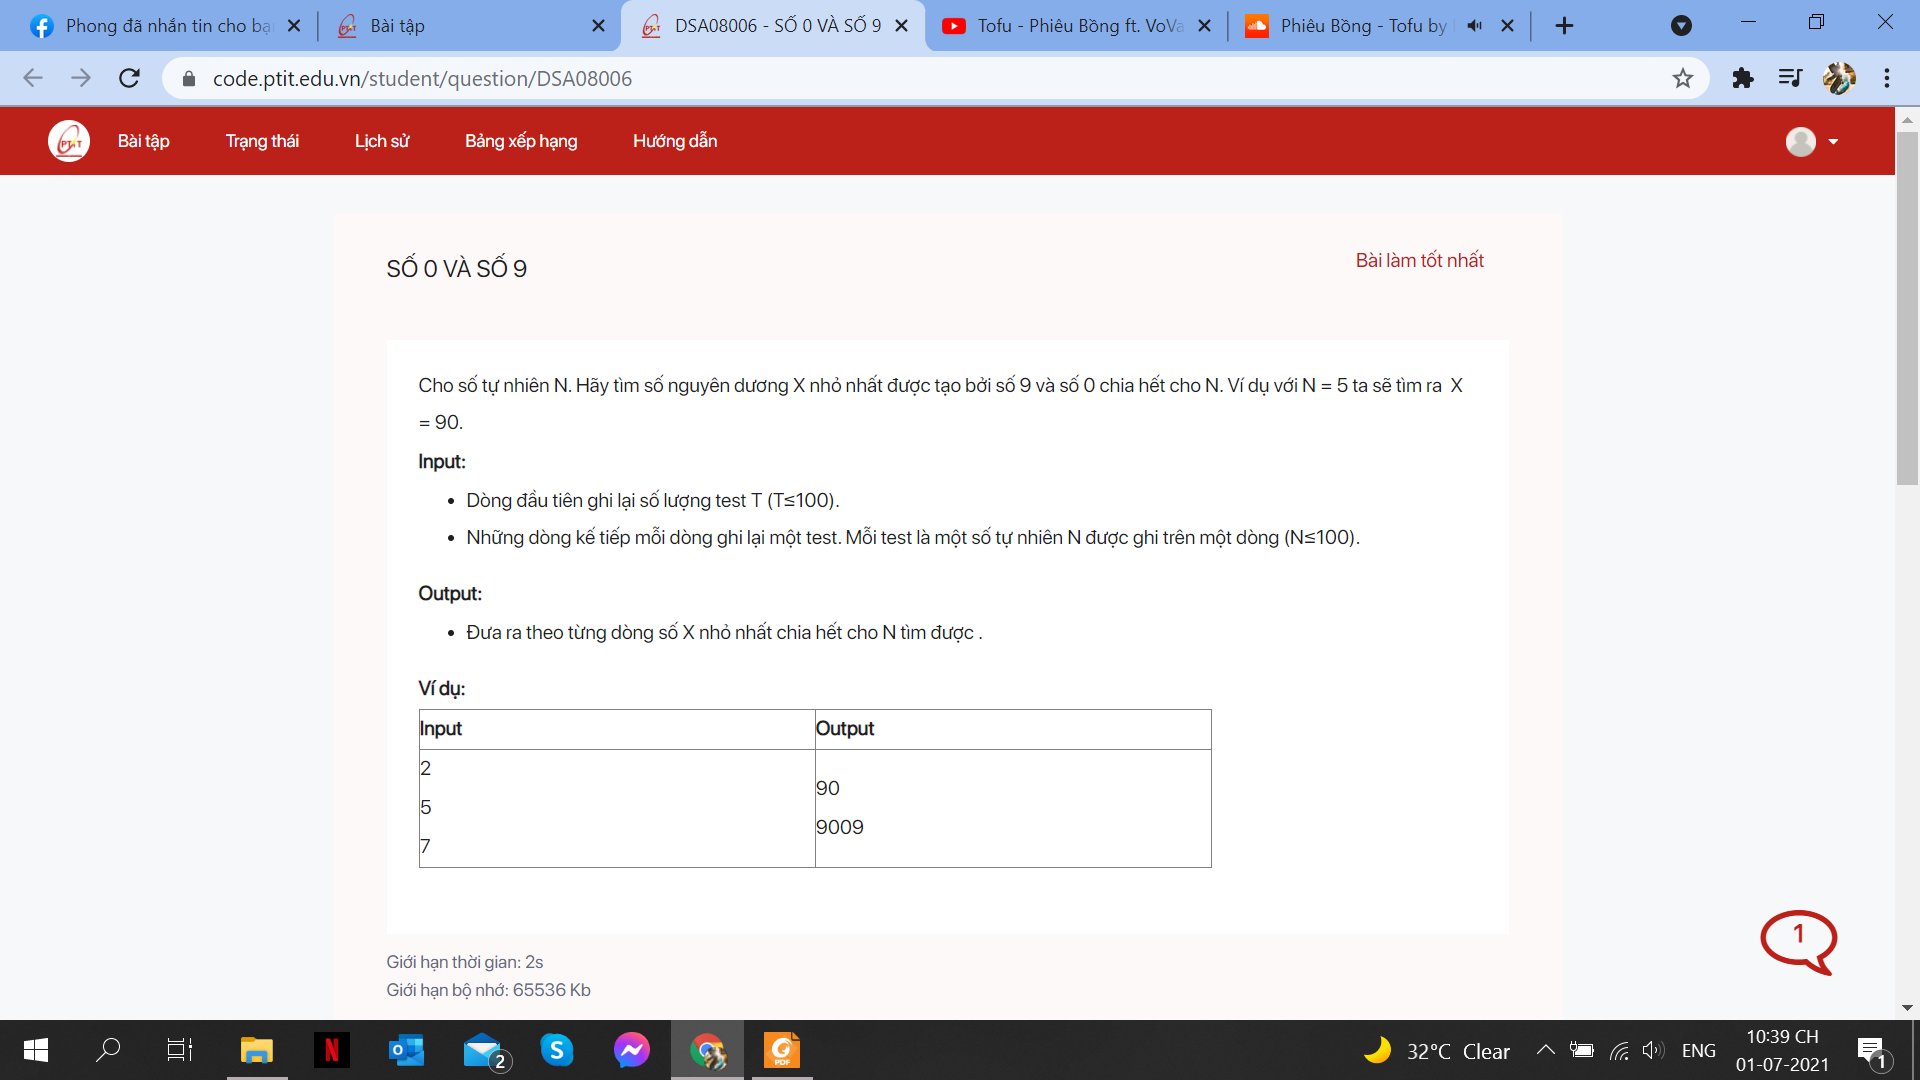 Phong đã nhắn tin cho bạ
Bài tập
DSA08006 - SỐ 0 VÀ SỐ 9
Tofu - Phiêu Bồng ft. VoVa
Phiêu Bồng - Tofu by
code.ptit.edu.vn/student/question/DSA08006
PTIT
Bài tập
Trạng thái
Lịch sử
Bảng xếp hạng
Hướng dẫn
SỐ 0 VÀ SỐ 9
Bài làm tốt nhất
Cho số tự nhiên N. Hãy tìm số nguyên dương X nhỏ nhất được tạo bởi số 9 và số 0 chia hết cho N. Ví dụ với N = 5 ta sẽ tìm ra X
= 90.
Input:
• Dòng đầu tiên ghi lại số lượng test T (T≤100).
• Những dòng kế tiếp mỗi dòng ghi lại một test. Mỗi test là một số tự nhiên N được ghi trên một dòng (N≤100).
Output:
• Đưa ra theo từng dòng số X nhỏ nhất chia hết cho N tìm được .
Ví dụ:
Input
Output
2
5
7
90
9009
1
Giới hạn thời gian: 2s
Giới hạn bộ nhớ: 65536 Kb
N
o
2
S
PDF
32°C Clear
ENG
10:39 CH
01-07-2021
1